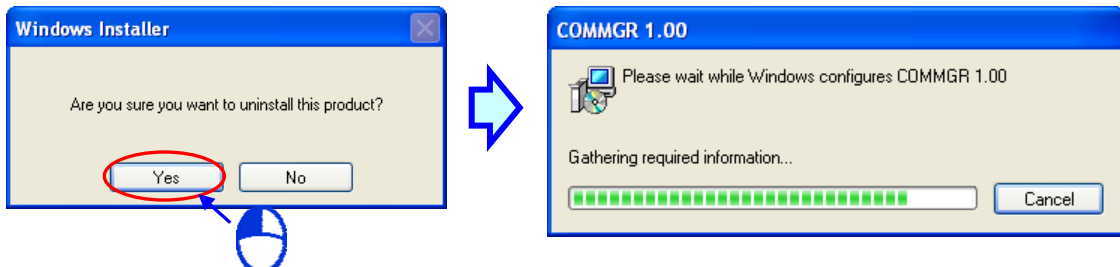 Windows Installer
Are you sure you want to uninstall this product?
Yes
No
COMMGR 1.00
Please wait while Windows configures COMMGR 1.00
Gathering required information...
Cancel